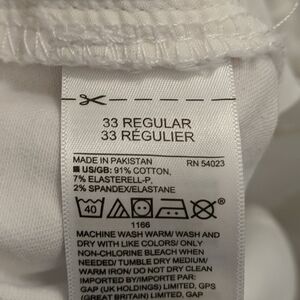 33 REGULAR
33 RÉGULIER
MADE IN PAKISTAN RN 54023
US/GB: 91% COTTON,
7% ELASTERELL-P,
2% SPANDEX/ELASTANE
40
1166
MACHINE WASH WARM/ WASH AND
DRY WITH LIKE COLORS/ ONLY
NON-CHLORINE BLEACH WHEN
NEEDED/ TUMBLE DRY MEDIUM/
WARM IRON/ DO NOT DRY CLEAN
IMPORTED BY/IMPORTÉ PAR:
GAP (UK HOLDINGS) LIMITED, GPS
(GREAT BRITAIN) LIMITED, GAP